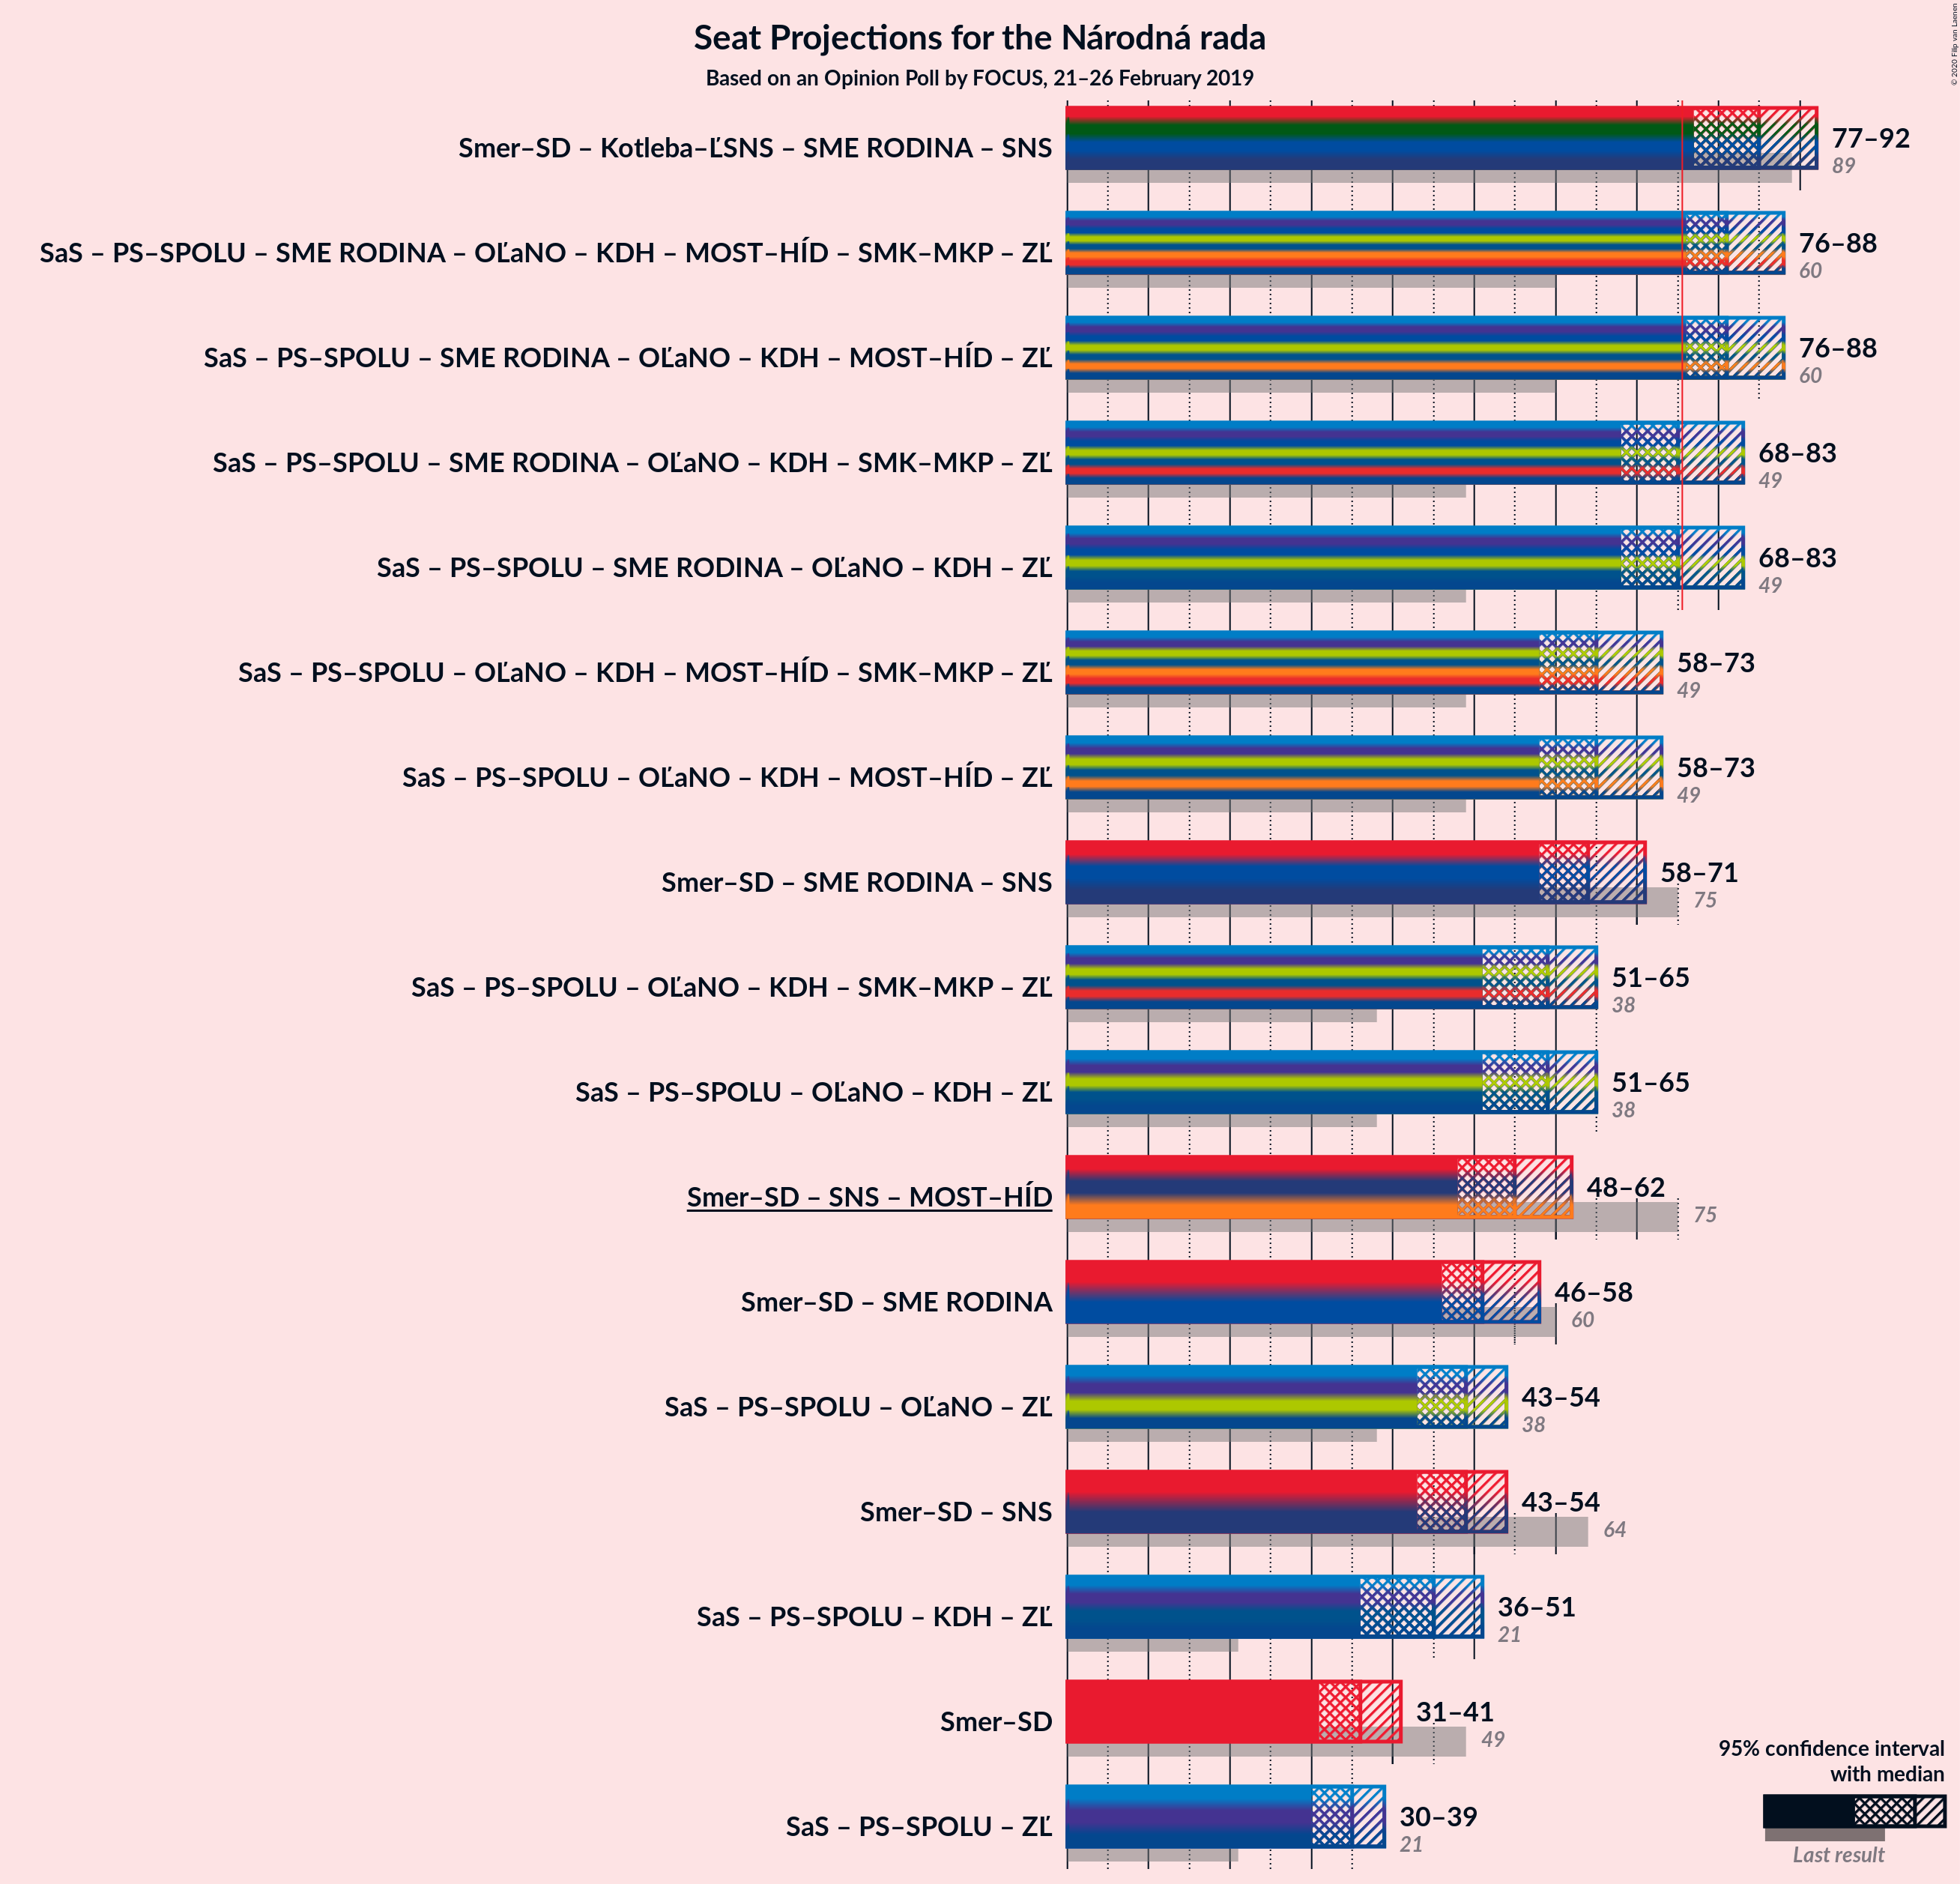 Seat Projections for the Národná rada
Based on an Opinion Poll by FOCUS, 21–26 February 2019
© 2020 Filip van Laenen
Smer–SD – Kotleba–ĽSNS – SME RODINA – SNS
77–92
89
SaS – PS–SPOLU – SME RODINA – OĽaNO – KDH – MOST–HÍD – SMK–MKP – ZĽ
76–88
60
SaS – PS–SPOLU – SME RODINA – OĽaNO – KDH – MOST–HÍD – ZĽ
76–88
60
SaS – PS–SPOLU – SME RODINA – OĽaNO – KDH – SMK–MKP – ZĽ
68–83
49
SaS – PS–SPOLU – SME RODINA – OĽaNO – KDH – ZĽ
68–83
49
SaS – PS–SPOLU – OĽaNO – KDH – MOST–HÍD – SMK–MKP – ZĽ
58–73
49
SaS – PS–SPOLU – OĽaNO – KDH – MOST–HÍD – ZĽ
58–73
49
Smer–SD – SME RODINA – SNS
58–71
75
SaS – PS–SPOLU – OĽaNO – KDH – SMK–MKP – ZĽ
51–65
38
SaS – PS–SPOLU – OĽaNO – KDH – ZĽ
51–65
38
Smer–SD – SNS – MOST–HÍD
48–62
75
Smer–SD – SME RODINA
46–58
60
SaS – PS–SPOLU – OĽaNO – ZĽ
43–54
38
Smer–SD – SNS
43–54
64
SaS – PS–SPOLU – KDH – ZĽ
36–51
21
Smer–SD
31–41
49
SaS – PS–SPOLU – ZĽ
30–39
21
95% confidence interval
with median
Last result